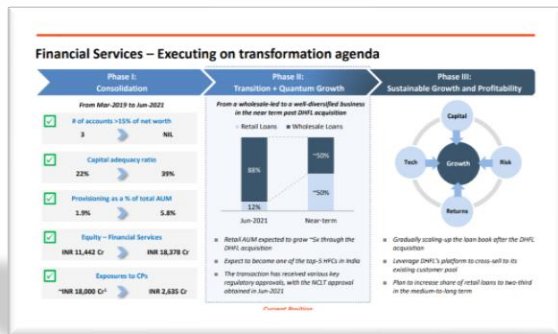 Financial Services – Executing on transformation agenda
Phase I:
Consolidation
Phase II:
Transition + Quantum Growth
Phase III:
Sustainable Growth and Profitability
From Mar-2019 to Jun-2021
# of accounts >15% of net worth
3 NIL
Capital adequacy ratio
22% 39%
Provisioning as a % of total AUM
1.9% 5.8%
Equity – Financial Services
INR 11,442 Cr INR 18,378 Cr
Exposures to CPs
~INR 18,000 Cr¹ INR 2,635 Cr
From a wholesale-led to a well-diversified business
in the near term post DHFL acquisition
Retail Loans Wholesale Loans
88% ~50%
12% ~50%
Jun-2021 Near-term
Retail AUM expected to grow ~5x through the
DHFL acquisition
Expect to become one of the top-5 HFCs in India
The transaction has received various key
regulatory approvals, with the NCLT approval
obtained in Jun-2021
Current Position
Capital
Tech
Growth
Risk
Returns
Gradually scaling-up the loan book after the DHFL
acquisition
Leverage DHFL's platform to cross-sell to its
existing customer pool
Plan to increase share of retail loans to two-third
in the medium-to-long term